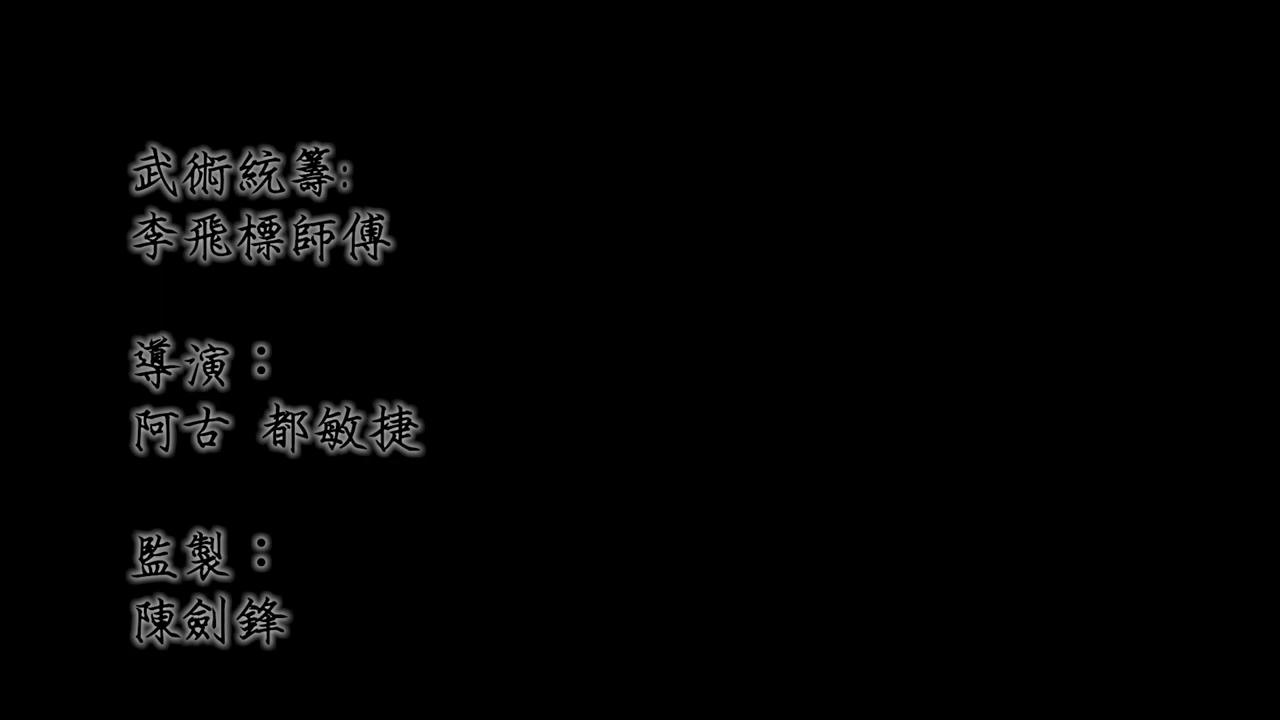 武術統籌:
李飛標師傅
導演：
阿古 都敏捷
監製：
陳劍鋒